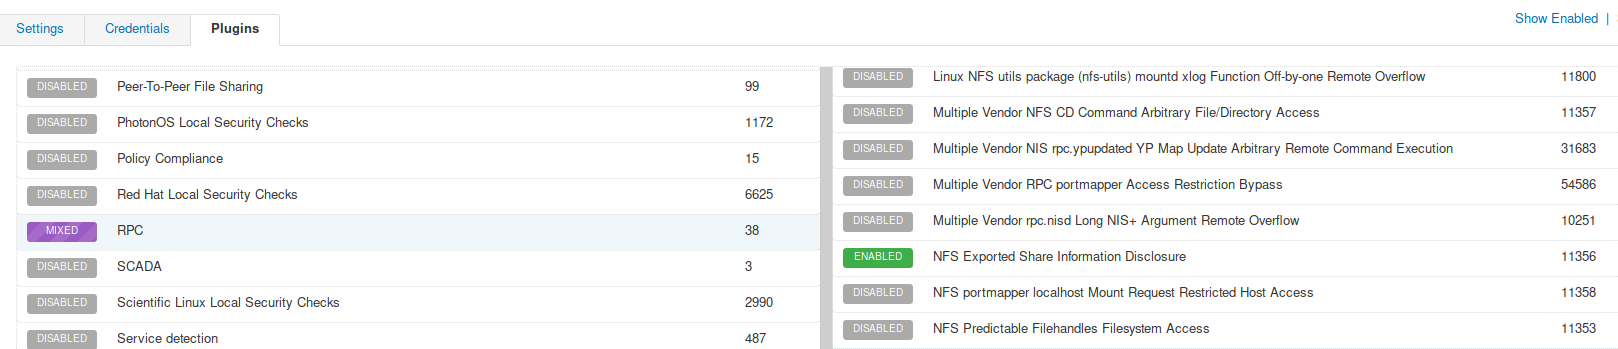 Settings Credentials Plugins Show Enabled |
DISABLED Peer-To-Peer File Sharing 99
DISABLED PhotonOS Local Security Checks 1172
DISABLED Policy Compliance 15
DISABLED Red Hat Local Security Checks 6625
MIXED RPC 38
DISABLED SCADA 3
DISABLED Scientific Linux Local Security Checks 2990
DISABLED Service detection 487
DISABLED Linux NFS utils package (nfs-utils) mountd xlog Function Off-by-one Remote Overflow 11800
DISABLED Multiple Vendor NFS CD Command Arbitrary File/Directory Access 11357
DISABLED Multiple Vendor NIS rpc.ypupdated YP Map Update Arbitrary Remote Command Execution 31683
DISABLED Multiple Vendor RPC portmapper Access Restriction Bypass 54586
DISABLED Multiple Vendor rpc.nisd Long NIS+ Argument Remote Overflow 10251
ENABLED NFS Exported Share Information Disclosure 11356
DISABLED NFS portmapper localhost Mount Request Restricted Host Access 11358
DISABLED NFS Predictable Filehandles Filesystem Access 11353